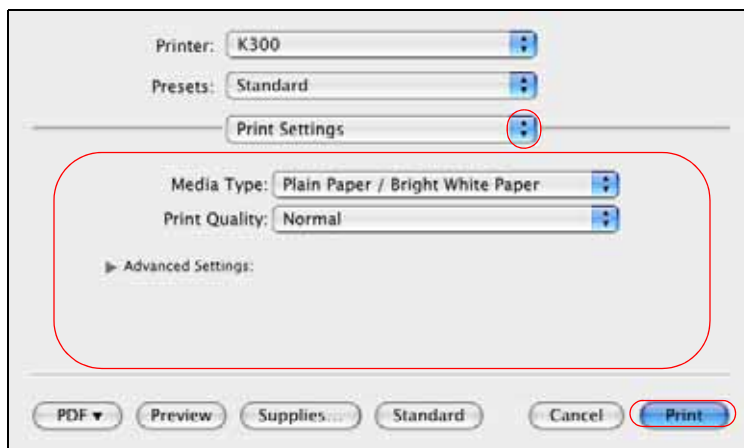 Printer: K300
Presets: Standard
Print Settings
Media Type: Plain Paper / Bright White Paper
Print Quality: Normal
Advanced Settings:
PDF Preview Supplies... Standard Cancel Print